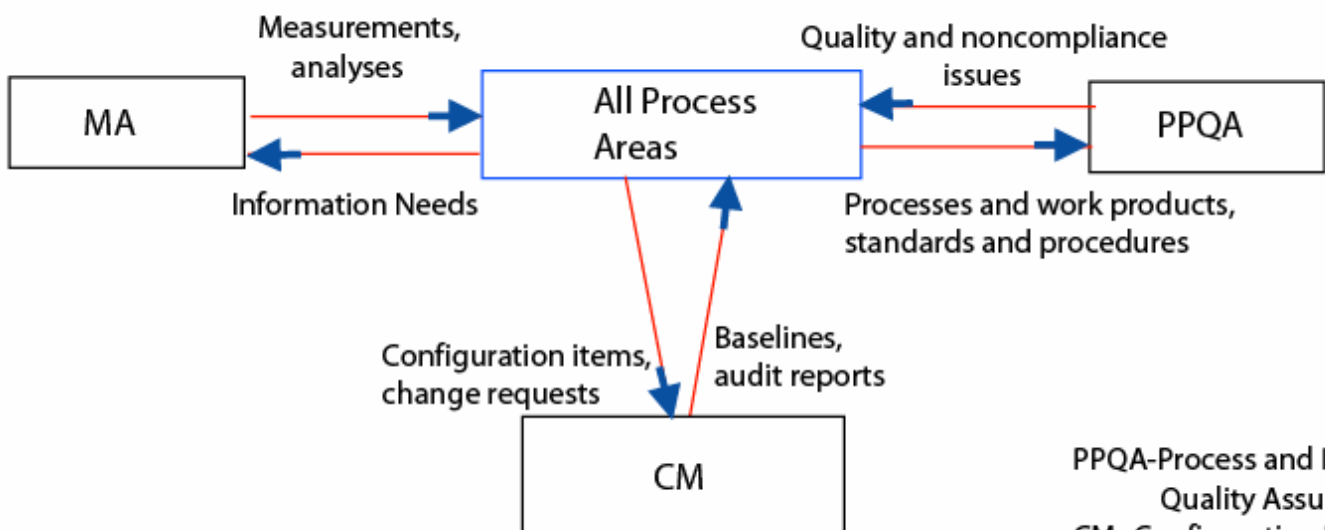 Measurements,
analyses
Quality and noncompliance
issues
MA
All Process
Areas
PPQA
Information Needs
Processes and work products,
standards and procedures
Configuration items,
change requests
Baselines,
audit reports
CM
PPQA-Process and
Quality